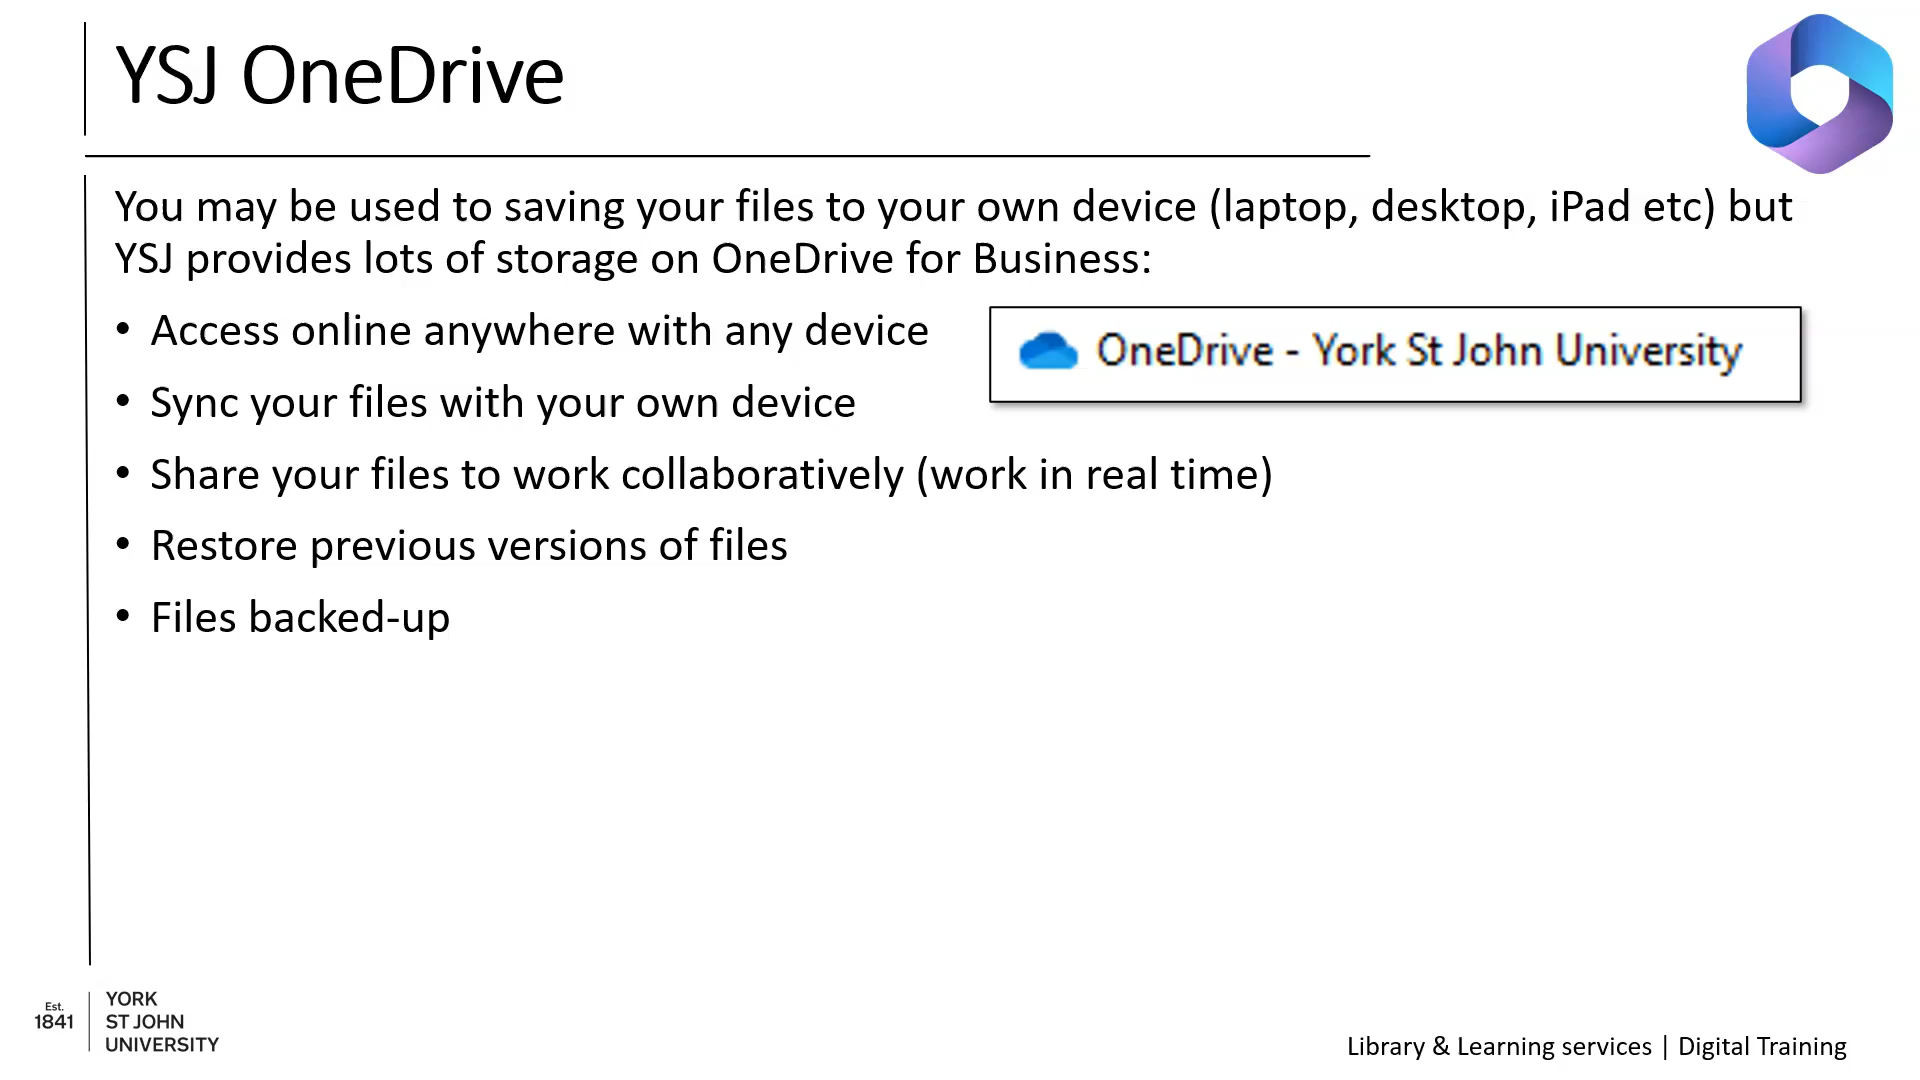 YSJ OneDrive
You may be used to saving your files to your own device (laptop, desktop, iPad etc) but
YSJ provides lots of storage on OneDrive for Business:
• Access online anywhere with any device
OneDrive - York St John University
• Sync your files with your own device
• Share your files to work collaboratively (work in real time)
• Restore previous versions of files
• Files backed-up
Est.
1841
YORK
ST JOHN
UNIVERSITY
Library & Learning services | Digital Training